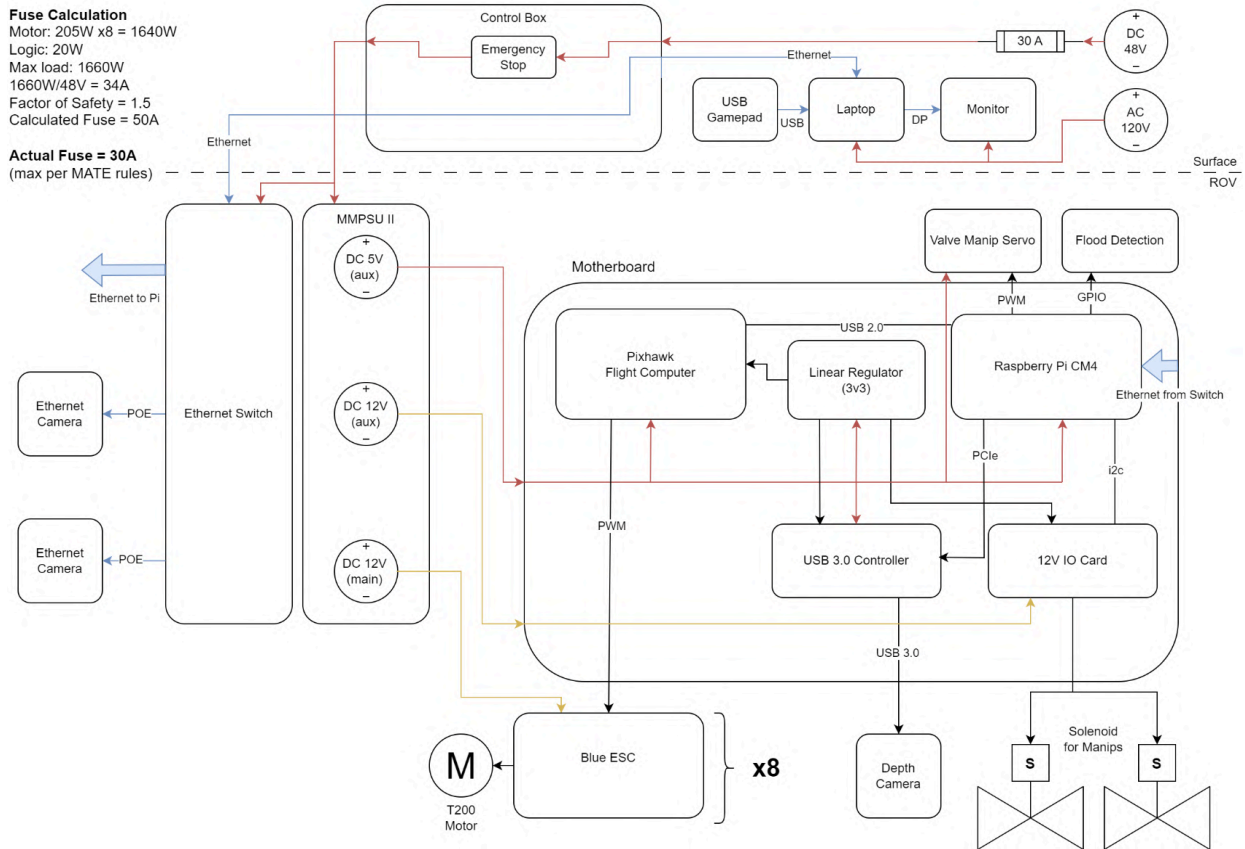 Fuse Calculation
Motor: 205W x8 = 1640W
Logic: 20W
Max load: 1660W
1660W/48V = 34A
Factor of Safety = 1.5
Calculated Fuse = 50A
Actual Fuse = 30A
(max per MATE rules)
Control Box
Emergency
Stop
Ethernet
30 A
+
DC
48V
−
USB
Gamepad
USB
Laptop
DP
Monitor
+
AC
120V
−
Ethernet
Surface
ROV
MMPSU II
+
DC 5V
(aux)
−
Ethernet to Pi
Ethernet Switch
+
DC 12V
(aux)
−
Ethernet
Camera
POE
Ethernet
Camera
POE
+
DC 12V
(main)
−
Motherboard
Valve Manip Servo
Flood Detection
PWM
GPIO
Pixhawk
Flight Computer
USB 2.0
Linear Regulator
(3v3)
Raspberry Pi CM4
Ethernet from Switch
PCIe
i2c
PWM
USB 3.0 Controller
12V IO Card
USB 3.0
M
T200
Motor
Blue ESC
x8
Depth
Camera
Solenoid
for Manips
S
S